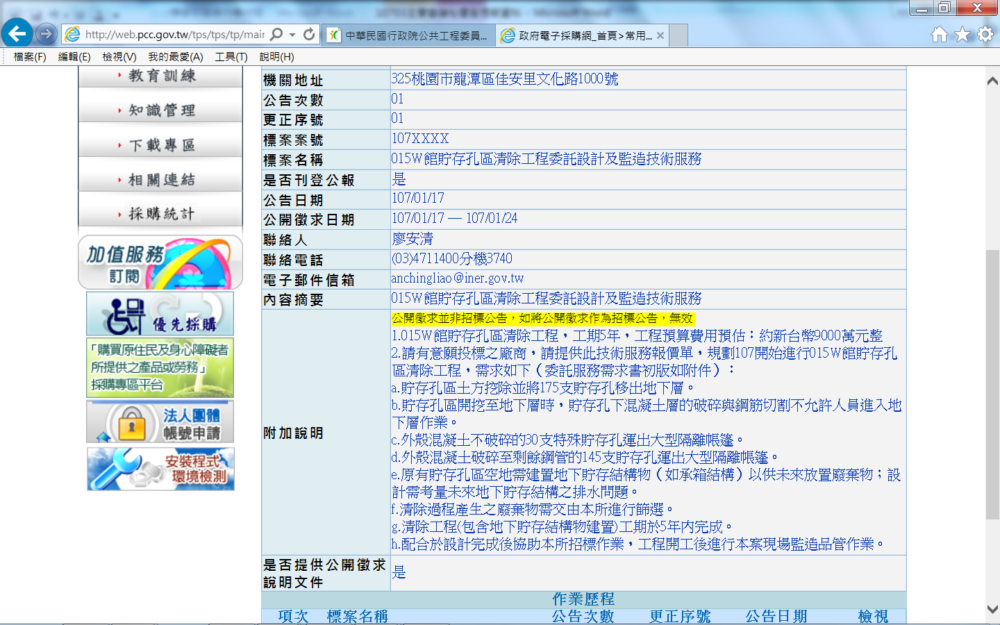 http://web.pcc.gov.tw/tps/tps/tp/mair
中華民國行政院公共工程委員...
政府電子採購網_首頁>常用...
檔案(F) 編輯(E) 檢視(V) 我的最愛(A) 工具(T) 說明(H)
教育訓練
知識管理
下載專區
相關連結
採購統計
加值服務
訂閱
優先採購
「購買原住民及身心障礙者
所提供之產品或勞務」
採購專區平台
法人團體
帳號申請
安裝程式
環境檢測
機關地址 325桃園市龍潭區佳安里文化路1000號
公告次數 01
更正序號 01
標案案號 107XXXX
標案名稱 015W館貯存孔區清除工程委託設計及監造技術服務
是否刊登公報 是
公告日期 107/01/17
公開徵求日期 107/01/17 — 107/01/24
聯絡人 廖安清
聯絡電話 (03)4711400分機3740
電子郵件信箱 anchingliao@iner.gov.tw
內容摘要 015W館貯存孔區清除工程委託設計及監造技術服務
附加說明
公開徵求並非招標公告，如將公開徵求作為招標公告，無效
1.015W館貯存孔區清除工程，工期5年，工程預算費用預估：約新台幣9000萬元整
2.請有意願投標之廠商，請提供此技術服務報價單，規劃107開始進行015W館貯存孔
區清除工程，需求如下（委託服務需求書初版如附件）：
a.貯存孔區土方挖除並將175支貯存孔移出地下層。
b.貯存孔區開挖至地下層時，貯存孔下混凝土層的破碎與鋼筋切割不允許人員進入地
下層作業。
c.外殼混凝土不破碎的30支特殊貯存孔運出大型隔離帳篷。
d.外殼混凝土破碎至剩餘鋼管的145支貯存孔運出大型隔離帳篷。
e.原有貯存孔區空地需建置地下貯存結構物（如承箱結構）以供未來放置廢棄物；設
計需考量未來地下貯存結構之排水問題。
f.清除過程產生之廢棄物需交由本所進行篩選。
g.清除工程(包含地下貯存結構物建置)工期於5年內完成。
h.配合於設計完成後協助本所招標作業，工程開工後進行本案現場監造品管作業。
是否提供公開徵求
說明文件
是
作業歷程
項次 標案名稱 公告次數 更正序號 公告日期 檢視